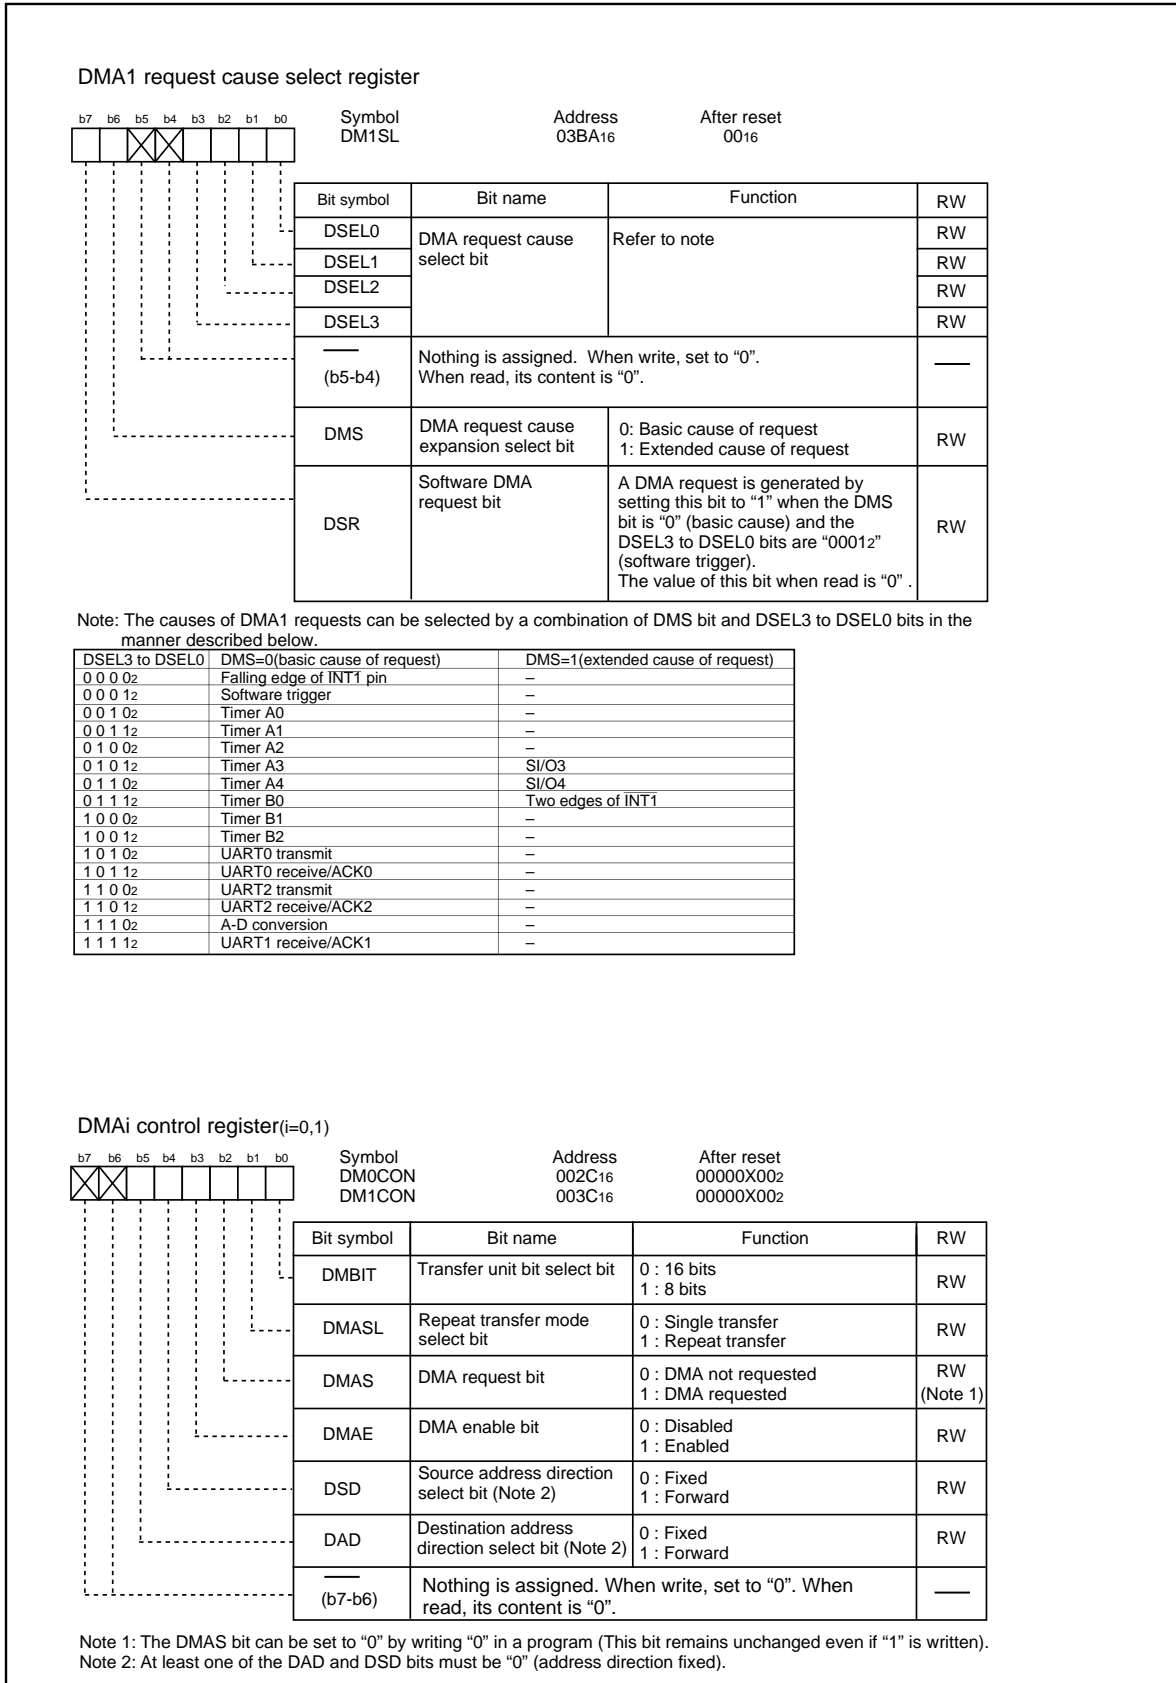 DMA1 request cause select register
b7 b6 b5 b4 b3 b2 b1 b0
Symbol Address After reset
DM1SL 03BA16 0016
Bit symbol Bit name Function RW
DSEL0 DMA request cause select bit Refer to note RW
DSEL1 RW
DSEL2 RW
DSEL3 RW
(b5-b4) Nothing is assigned. When write, set to “0”.
When read, its content is “0”.
DMS DMA request cause expansion select bit 0: Basic cause of request
1: Extended cause of request RW
DSR Software DMA request bit A DMA request is generated by
setting this bit to “1” when the DMS
bit is “0” (basic cause) and the
DSEL3 to DSEL0 bits are “00012”
(software trigger).
The value of this bit when read is “0” . RW
Note: The causes of DMA1 requests can be selected by a combination of DMS bit and DSEL3 to DSEL0 bits in the
manner described below.
DSEL3 to DSEL0 DMS=0(basic cause of request) DMS=1(extended cause of request)
0 0 0 02 Falling edge of INT1 pin –
0 0 0 12 Software trigger –
0 0 1 02 Timer A0 –
0 0 1 12 Timer A1 –
0 1 0 02 Timer A2 –
0 1 0 12 Timer A3 SI/O3
0 1 1 02 Timer A4 SI/O4
0 1 1 12 Timer B0 Two edges of INT1
1 0 0 02 Timer B1 –
1 0 0 12 Timer B2 –
1 0 1 02 UART0 transmit –
1 0 1 12 UART0 receive/ACK0 –
1 1 0 02 UART2 transmit –
1 1 0 12 UART2 receive/ACK2 –
1 1 1 02 A-D conversion –
1 1 1 12 UART1 receive/ACK1 –
DMAi control register(i=0,1)
b7 b6 b5 b4 b3 b2 b1 b0
Symbol Address After reset
DM0CON 002C16 00000X002
DM1CON 003C16 00000X002
Bit symbol Bit name Function RW
DMBIT Transfer unit bit select bit 0 : 16 bits
1 : 8 bits RW
DMASL Repeat transfer mode select bit 0 : Single transfer
1 : Repeat transfer RW
DMAS DMA request bit 0 : DMA not requested
1 : DMA requested RW (Note 1)
DMAE DMA enable bit 0 : Disabled
1 : Enabled RW
DSD Source address direction select bit (Note 2) 0 : Fixed
1 : Forward RW
DAD Destination address direction select bit (Note 2) 0 : Fixed
1 : Forward RW
(b7-b6) Nothing is assigned. When write, set to “0”. When
read, its content is “0”.
Note 1: The DMAS bit can be set to “0” by writing “0” in a program (This bit remains unchanged even if “1” is written).
Note 2: At least one of the DAD and DSD bits must be “0” (address direction fixed).